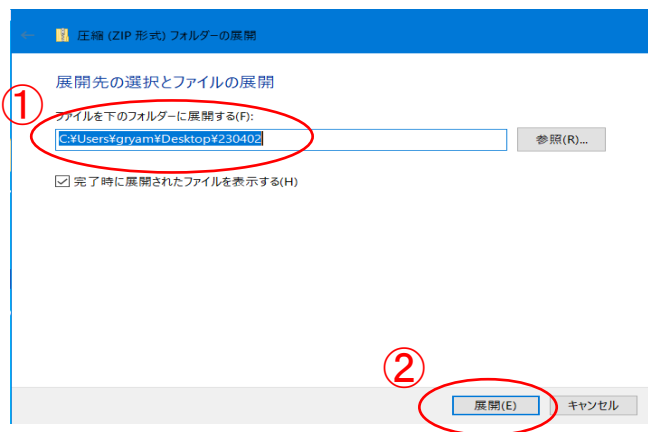 圧縮 (ZIP 形式) フォルダーの展開
展開先の選択とファイルの展開
①
ファイルを下のフォルダーに展開する(F):
C:¥Users¥gryam¥Desktop¥230402
参照(R)...
完了時に展開されたファイルを表示する(H)
②
展開(E)
キャンセル